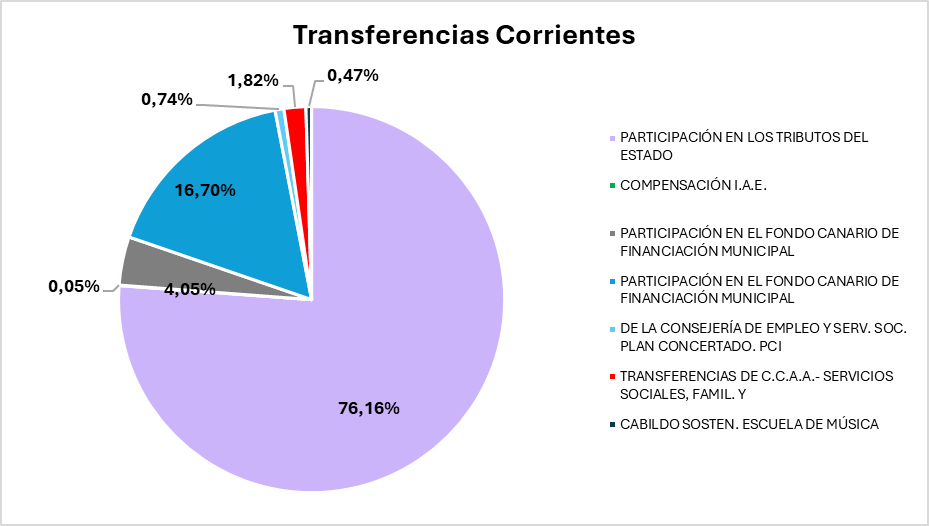 Transferencias Corrientes
0,47%
1,82%
0,74%
16,70%
0,05%
4,05%
76,16%
PARTICIPACIÓN EN LOS TRIBUTOS DEL
ESTADO
COMPENSACIÓN I.A.E.
PARTICIPACIÓN EN EL FONDO CANARIO DE
FINANCIACIÓN MUNICIPAL
PARTICIPACIÓN EN EL FONDO CANARIO DE
FINANCIACIÓN MUNICIPAL
DE LA CONSEJERÍA DE EMPLEO Y SERV. SOC.
PLAN CONCERTADO. PCI
TRANSFERENCIAS DE C.C.A.A.- SERVICIOS
SOCIALES, FAMIL. Y
CABILDO SOSTEN. ESCUELA DE MÚSICA